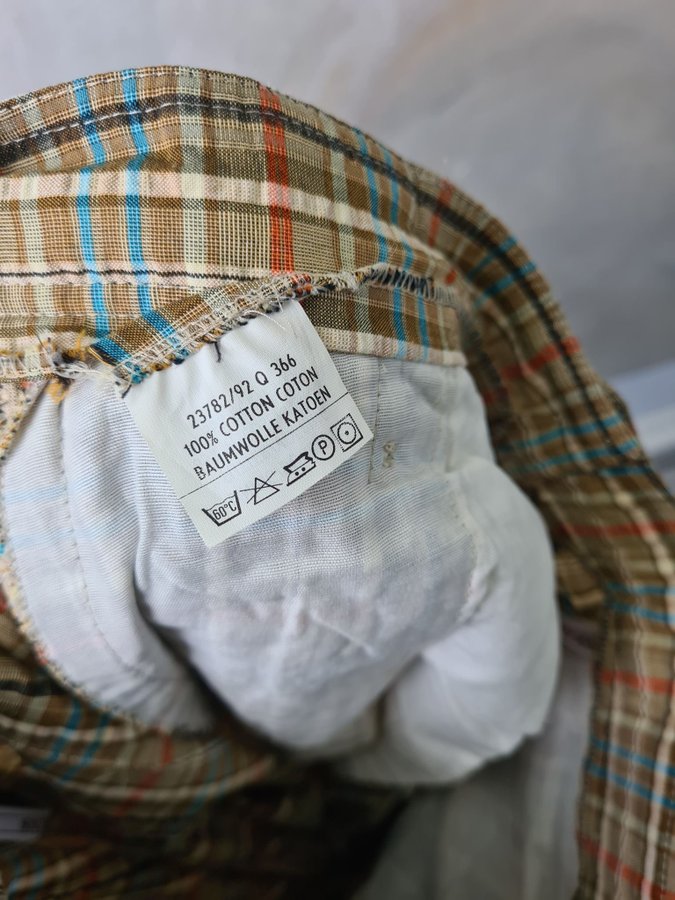 23782/92 Q 366
100% COTTON COTON
BAUMWOLLE KATOEN
60°C P